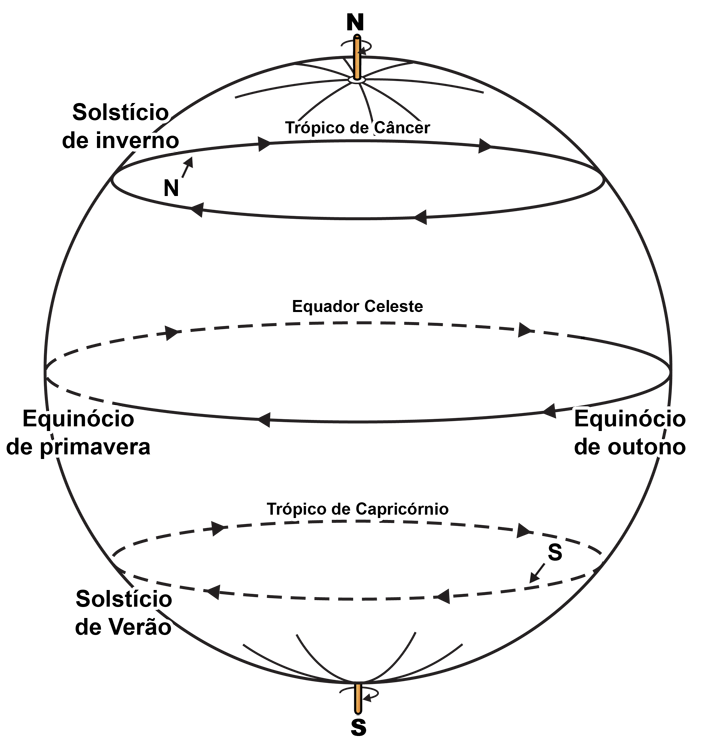 N
Solstício
de inverno
Trópico de Câncer
N
Equador Celeste
Equinócio
de primavera
Equinócio
de outono
Trópico de Capricórnio
S
Solstício
de Verão
S